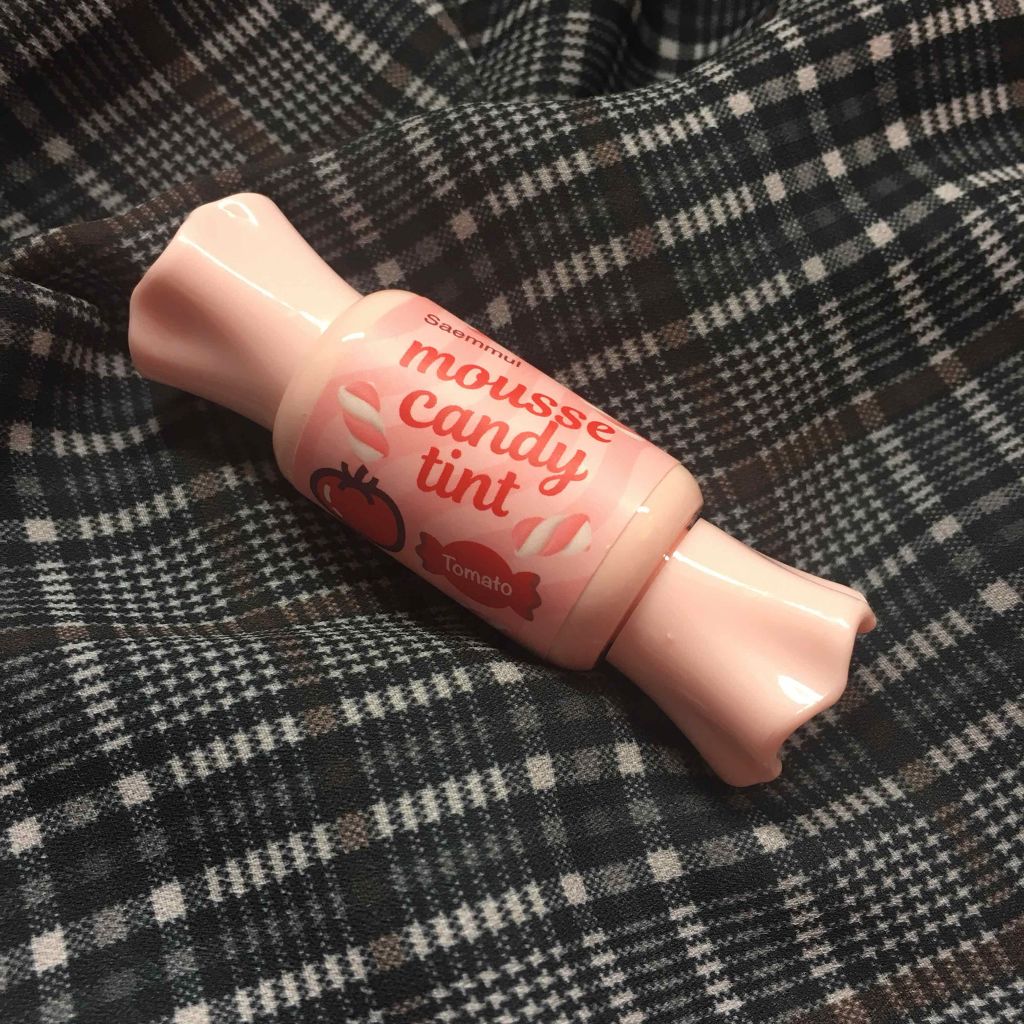 Saemmul
mousse
candy
tint
Tomato